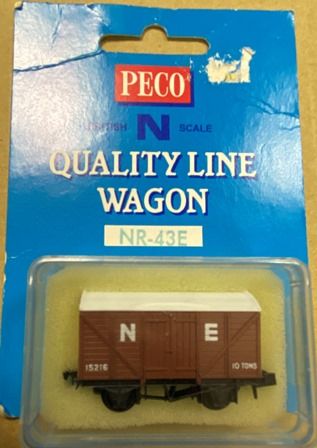 PECO
BRITISH N SCALE
QUALITY LINE
WAGON
NR-43E
N E
15216 10 TONS